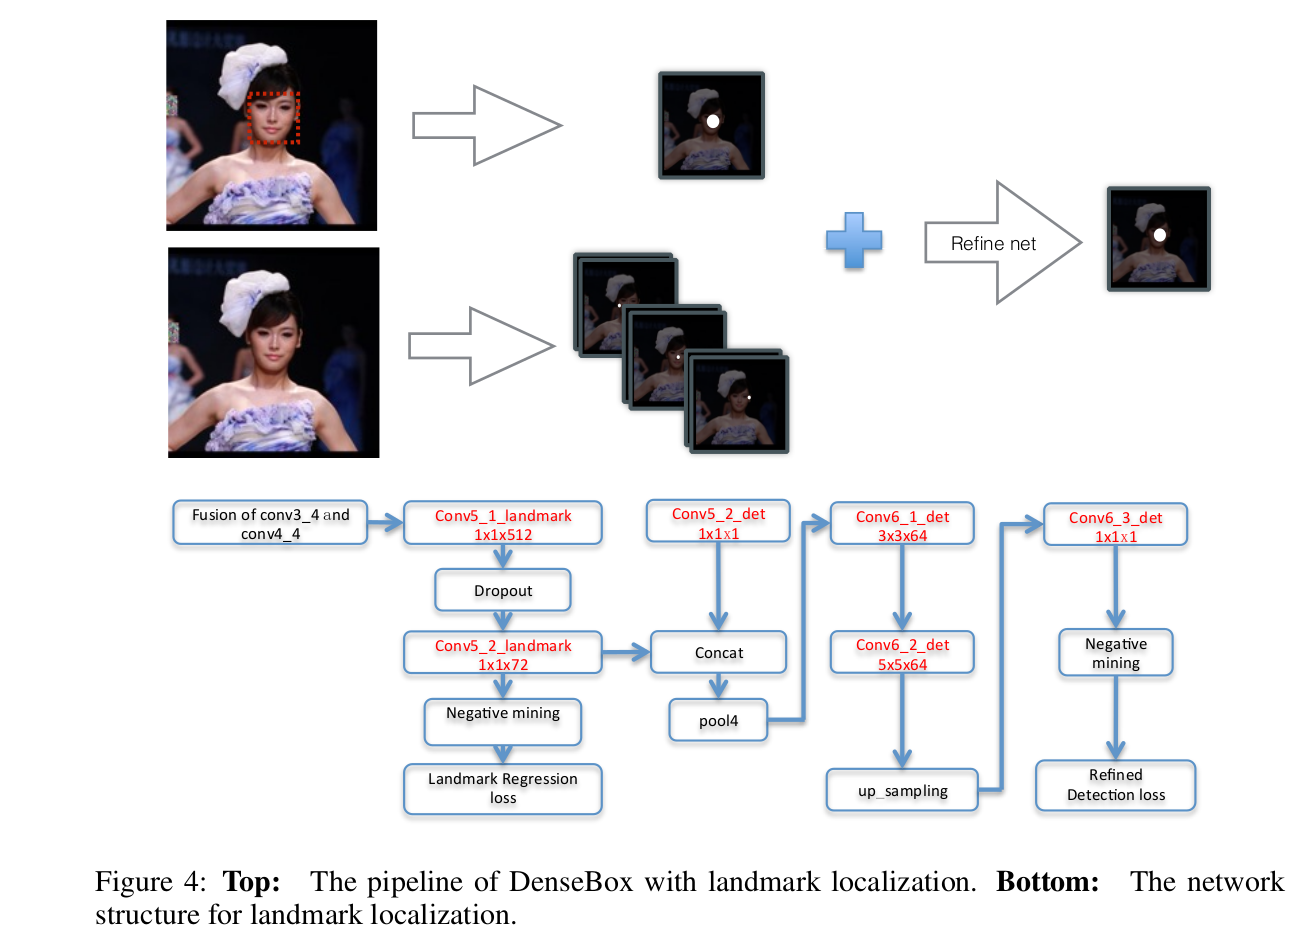 Refine net
Fusion of conv3_4 and
conv4_4
Conv5_1_landmark
1x1x512
Dropout
Conv5_2_landmark
1x1x72
Negative mining
Landmark Regression
loss
Conv5_2_det
1x1x1
Concat
pool4
Conv6_1_det
3x3x64
Conv6_2_det
5x5x64
up_sampling
Conv6_3_det
1x1x1
Negative
mining
Refined
Detection loss
Figure 4: Top: The pipeline of DenseBox with landmark localization. Bottom: The network
structure for landmark localization.